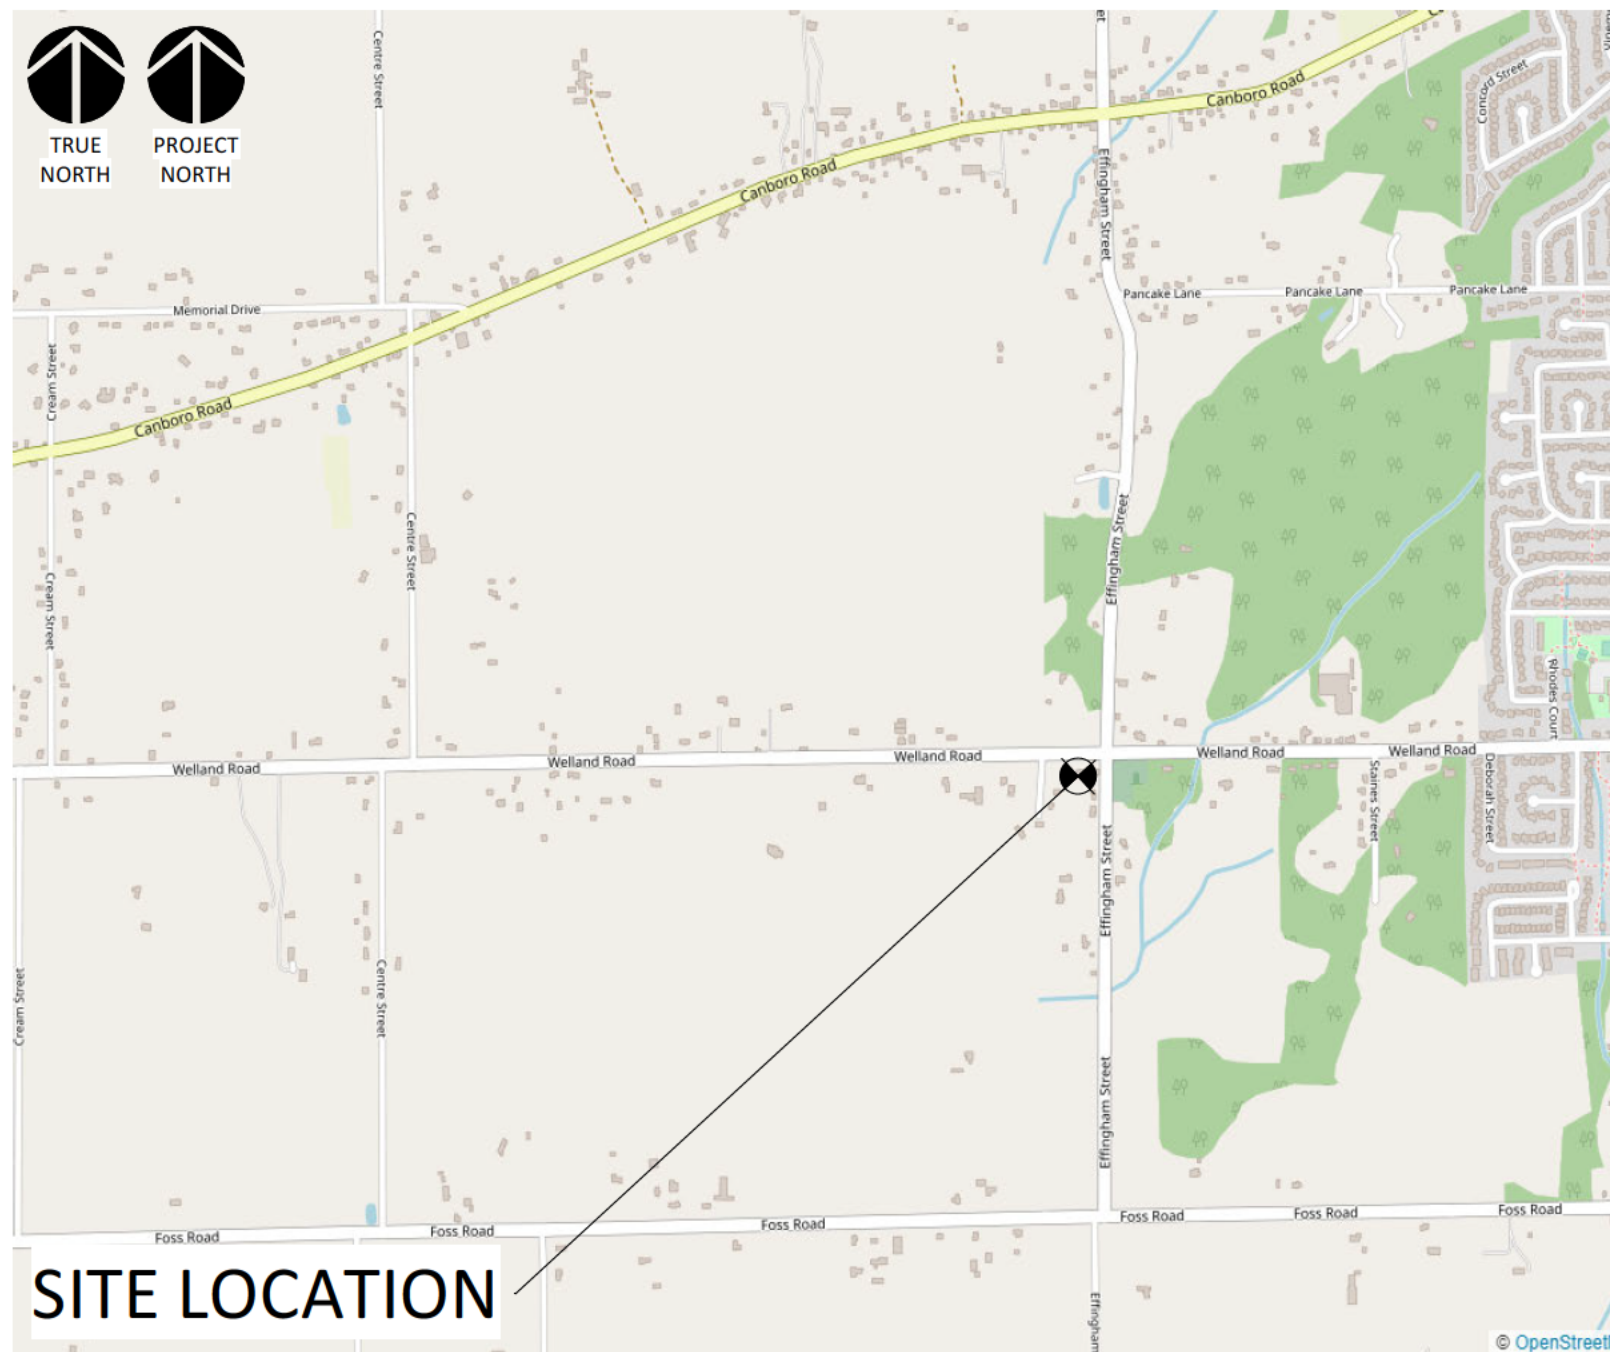 TRUE
NORTH
PROJECT
NORTH
Centre Street
Canboro Road
Concord Street
Canboro Road
Effingham Street
Pancake Lane
Pancake Lane
Pancake Lane
Memorial Drive
Cream Street
Canboro Road
Centre Street
Effingham Street
Cream Street
Rhodes Court
Welland Road
Welland Road
Welland Road
Welland Road
Welland Road
Staines Street
Deborah Street
Effingham Street
Cream Street
Centre Street
Effingham Street
Foss Road
Foss Road
Foss Road
Foss Road
Foss Road
Foss Road
SITE LOCATION
Effingham
© OpenStreet